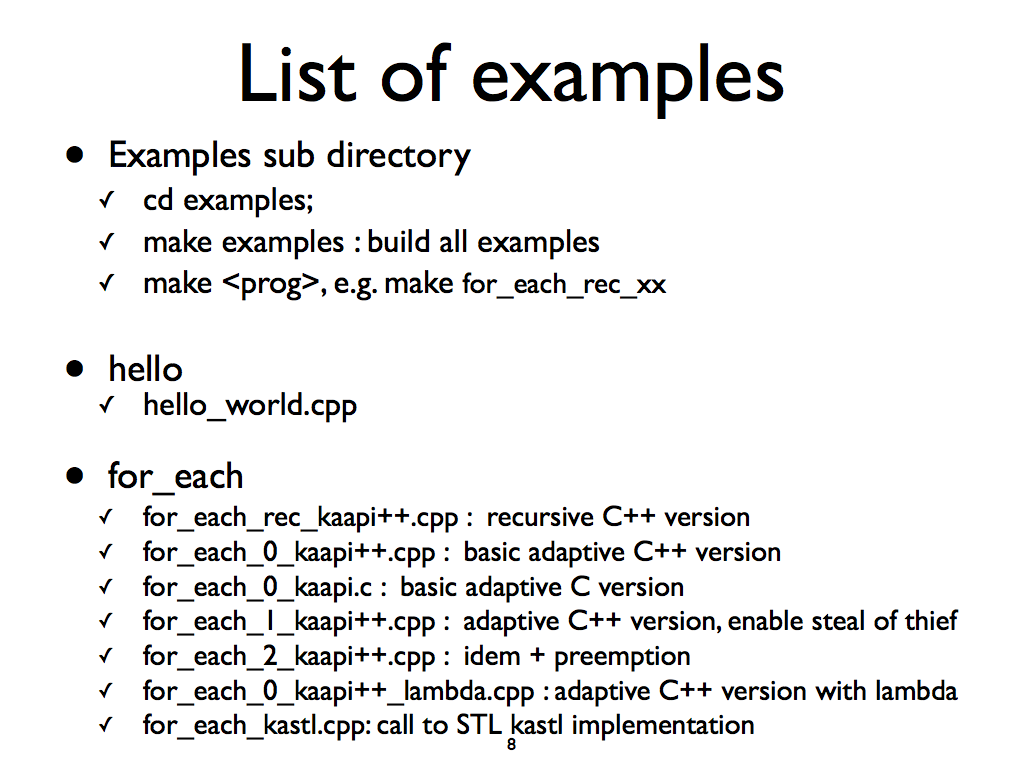 List of examples
• Examples sub directory
✓ cd examples;
✓ make examples : build all examples
✓ make <prog>, e.g. make for_each_rec_xx
• hello
✓ hello_world.cpp
• for_each
✓ for_each_rec_kaapi++.cpp : recursive C++ version
✓ for_each_0_kaapi++.cpp : basic adaptive C++ version
✓ for_each_0_kaapi.c : basic adaptive C version
✓ for_each_1_kaapi++.cpp : adaptive C++ version, enable steal of thief
✓ for_each_2_kaapi++.cpp : idem + preemption
✓ for_each_0_kaapi++_lambda.cpp : adaptive C++ version with lambda
✓ for_each_kastl.cpp: call to STL kastl implementation
8